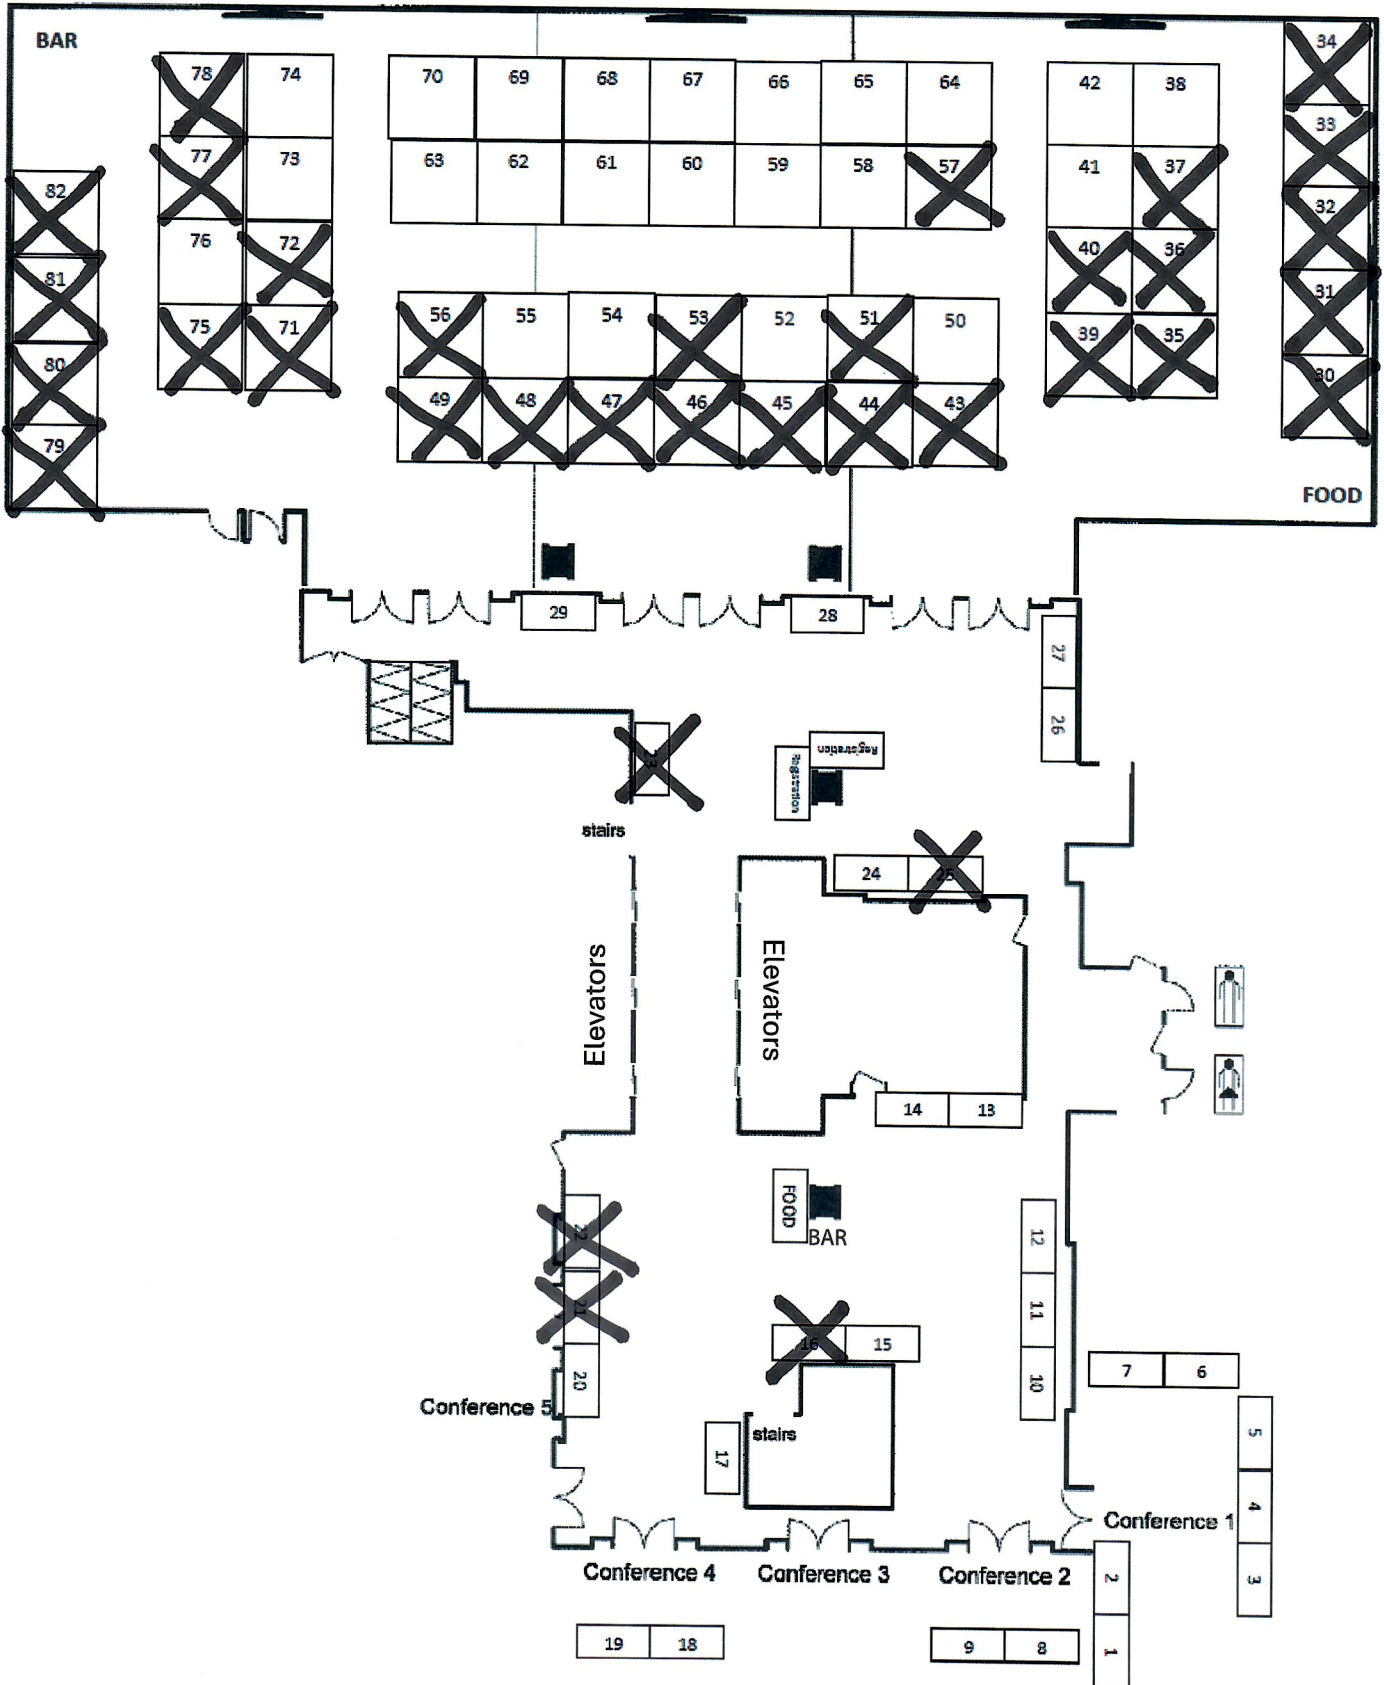 BAR
34
78 74 70 69 68 67 66 65 64 42 38
33
77 73 63 62 61 60 59 58 57 41 37
82 32
76 72 40 36
81 31
56 55 54 53 52 51 50
75 71 39 35
80 30
49 48 47 46 45 44 43
79
FOOD
29 28
27
26
23
Registration
Registration
stairs
24 25
Elevators Elevators
14 13
FOOD
BAR
22
12
21
11
16 15
7 6
20
10
Conference 5
stairs
5
17
4
Conference 1
Conference 4 Conference 3 Conference 2
2
3
19 18 9 8
1